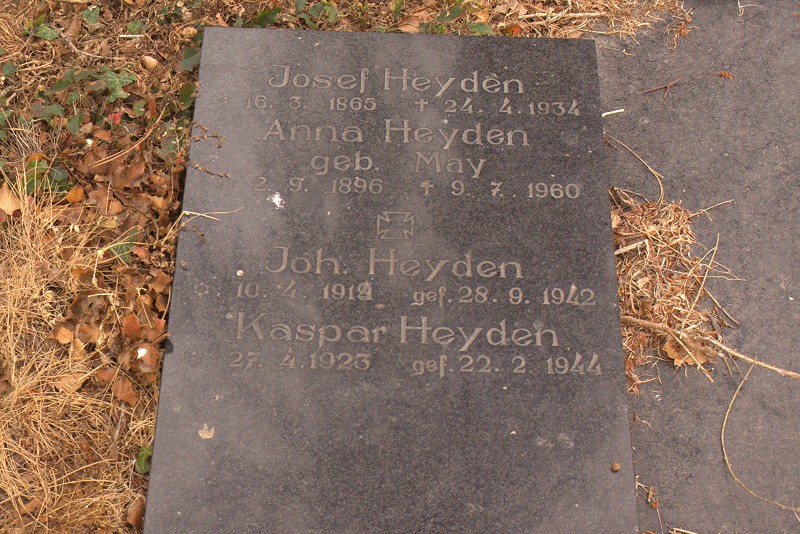 Josef Heyden
* 16. 3. 1865 † 24. 4. 1934
Anna Heyden
geb. May
* 2. 9. 1896 † 9. 7. 1960
Joh. Heyden
* 10. 4. gef. 28. 9. 1942
Kaspar Heyden
* 27. 4. 1923 gef. 22. 2. 1944